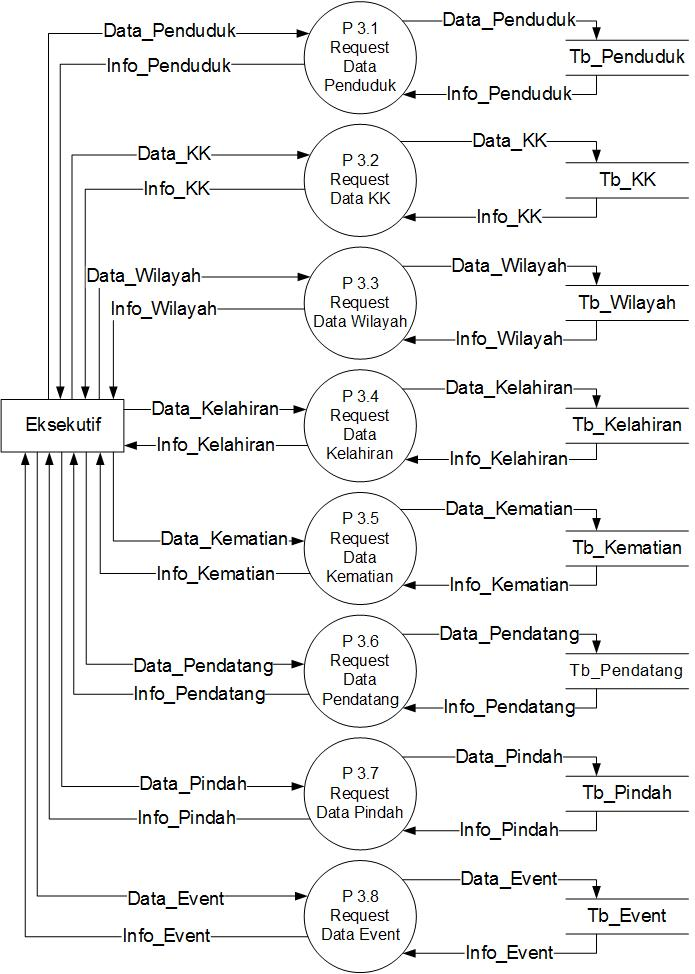 Data_Penduduk
Info_Penduduk
P 3.1
Request
Data
Penduduk
Data_Penduduk
Tb_Penduduk
Info_Penduduk
Data_KK
Info_KK
P 3.2
Request
Data KK
Data_KK
Tb_KK
Info_KK
Data_Wilayah
Info_Wilayah
P 3.3
Request
Data Wilayah
Data_Wilayah
Tb_Wilayah
Info_Wilayah
Eksekutif
Data_Kelahiran
Info_Kelahiran
P 3.4
Request
Data
Kelahiran
Data_Kelahiran
Tb_Kelahiran
Info_Kelahiran
Data_Kematian
Info_Kematian
P 3.5
Request
Data
Kematian
Data_Kematian
Tb_Kematian
Info_Kematian
Data_Pendatang
Info_Pendatang
P 3.6
Request
Data
Pendatang
Data_Pendatang
Tb_Pendatang
Info_Pendatang
Data_Pindah
Info_Pindah
P 3.7
Request
Data Pindah
Data_Pindah
Tb_Pindah
Info_Pindah
Data_Event
Info_Event
P 3.8
Request
Data Event
Data_Event
Tb_Event
Info_Event